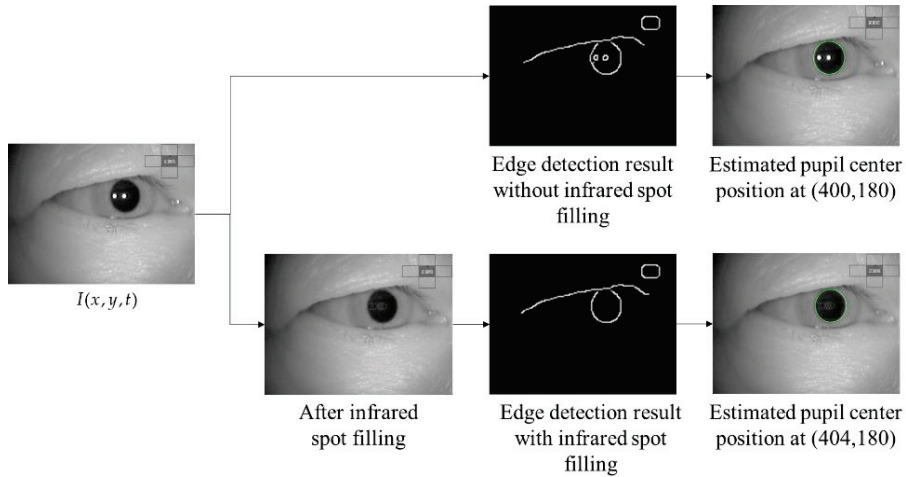 Edge detection result
without infrared spot
filling
Estimated pupil center
position at (400,180)
I(x, y, t)
After infrared
spot filling
Edge detection result
with infrared spot
filling
Estimated pupil center
position at (404,180)